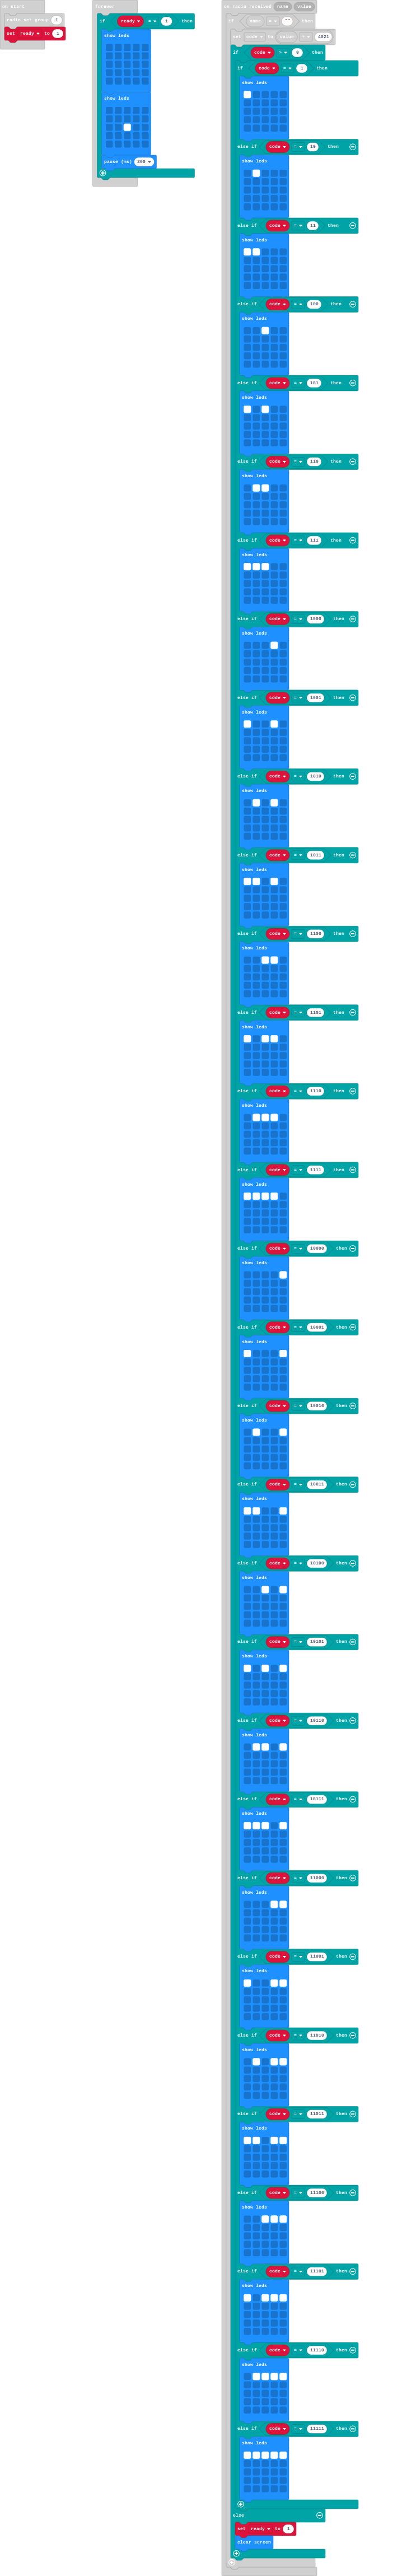 on start
radio set group 1
set ready to 1
forever
if ready = 1 then
show leds
show leds
pause (ms) 200
on radio received name value
if name = "" then
set code to value
if code 0 then
if code = 1 then
show leds
else if code = 10 then
show leds
else if code = 11 then
show leds
else if code = 100 then
show leds
else if code = 101 then
show leds
else if code = 110 then
show leds
else if code = 111 then
show leds
else if code = 1000 then
show leds
else if code = 1001 then
show leds
else if code = 1010 then
show leds
else if code = 1011 then
show leds
else if code = 1100 then
show leds
else if code = 1101 then
show leds
else if code = 1110 then
show leds
else if code = 1111 then
show leds
else if code = 10000 then
show leds
else if code = 10001 then
show leds
else if code = 10010 then
show leds
else if code = 10011 then
show leds
else if code = 10100 then
show leds
else if code = 10101 then
show leds
else if code = 10110 then
show leds
else if code = 10111 then
show leds
else if code = 11000 then
show leds
else if code = 11001 then
show leds
else if code = 11010 then
show leds
else if code = 11011 then
show leds
else if code = 11100 then
show leds
else if code = 11101 then
show leds
else if code = 11110 then
show leds
else if code = 11111 then
show leds
else
set ready to 1
clear screen